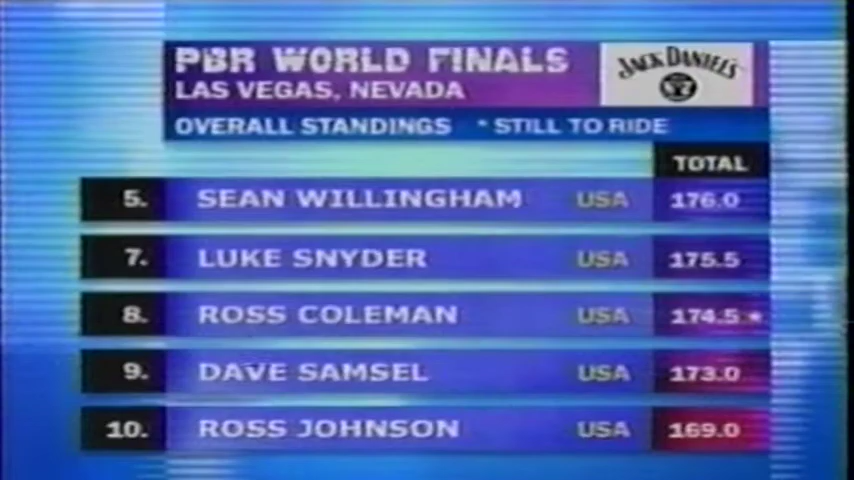 PBR WORLD FINALS
LAS VEGAS, NEVADA
JACK DANIEL'S
OVERALL STANDINGS * STILL TO RIDE
TOTAL
5. SEAN WILLINGHAM USA 176.0
7. LUKE SNYDER USA 175.5
8. ROSS COLEMAN USA 174.5 *
9. DAVE SAMSEL USA 173.0
10. ROSS JOHNSON USA 169.0